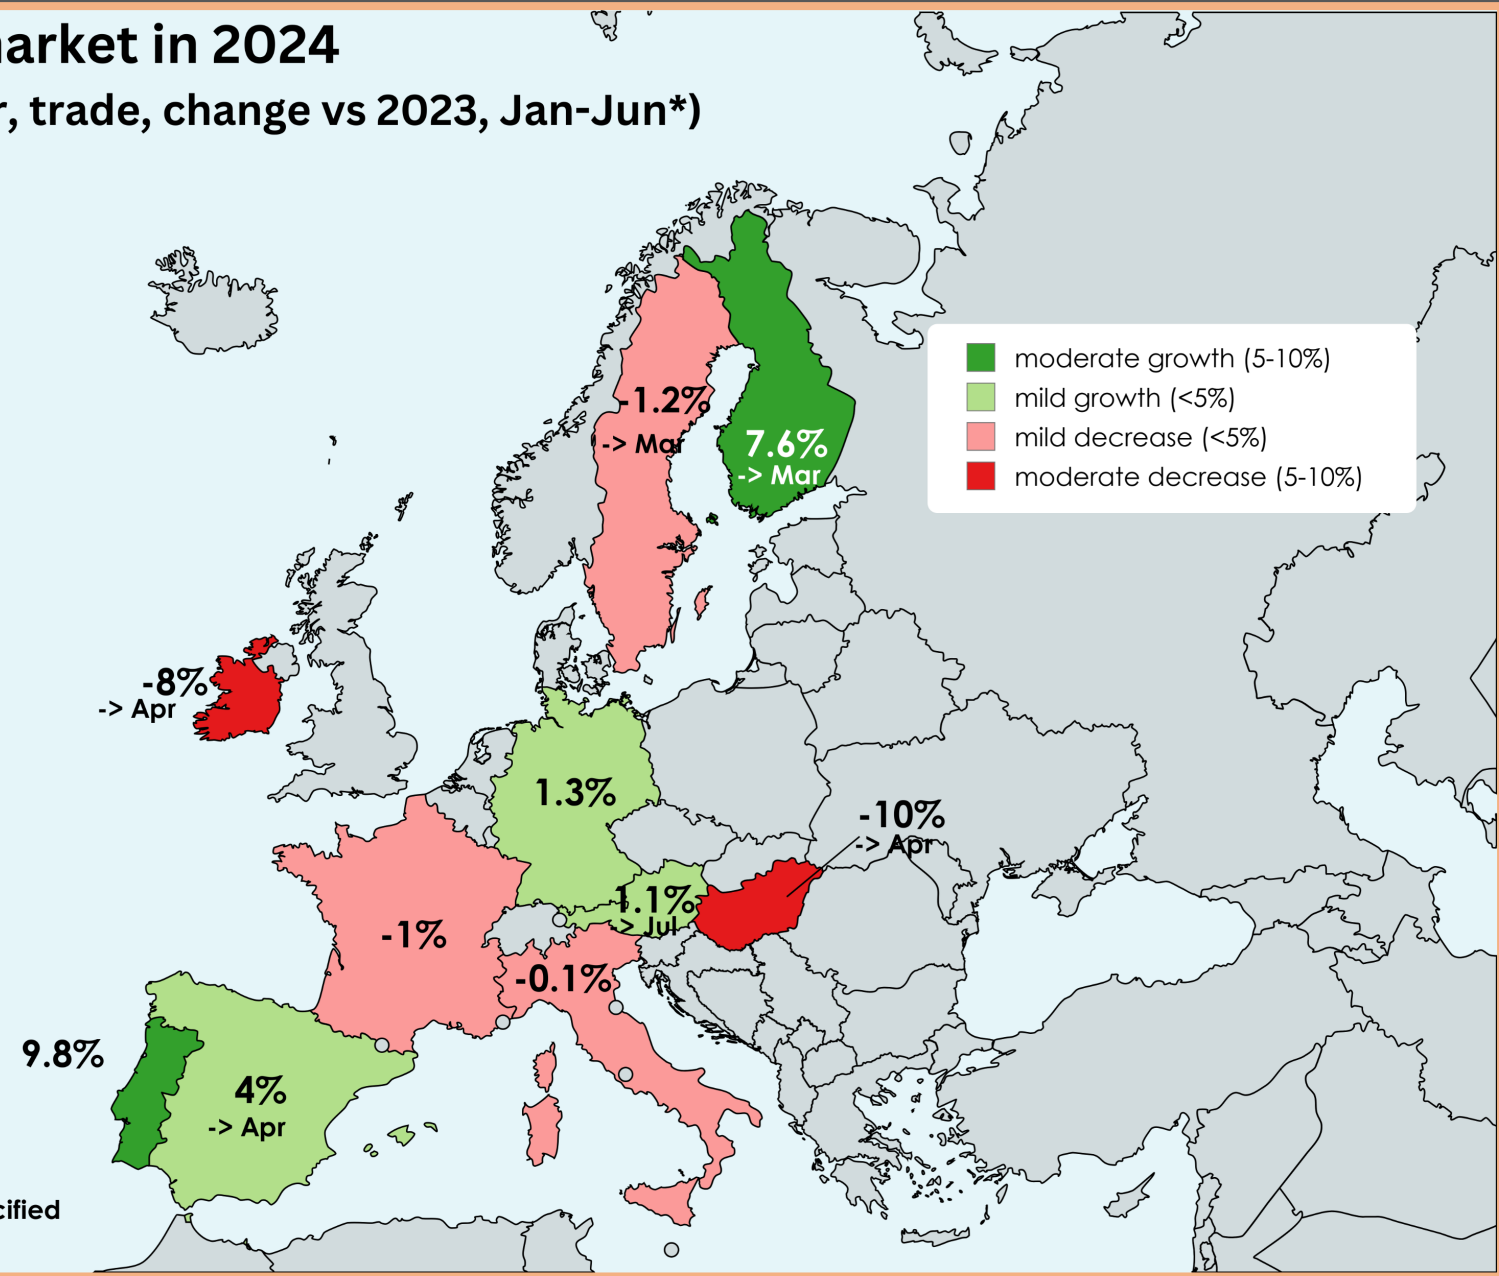 arket in 2024
, trade, change vs 2023, Jan-Jun*)
moderate growth (5-10%)
mild growth (<5%)
mild decrease (<5%)
moderate decrease (5-10%)
-1.2%
-> Mar
7.6%
-> Mar
-8%
-> Apr
1.3%
-10%
-> Apr
1.1%
-> Jul
-1%
-0.1%
9.8%
4%
-> Apr
cified